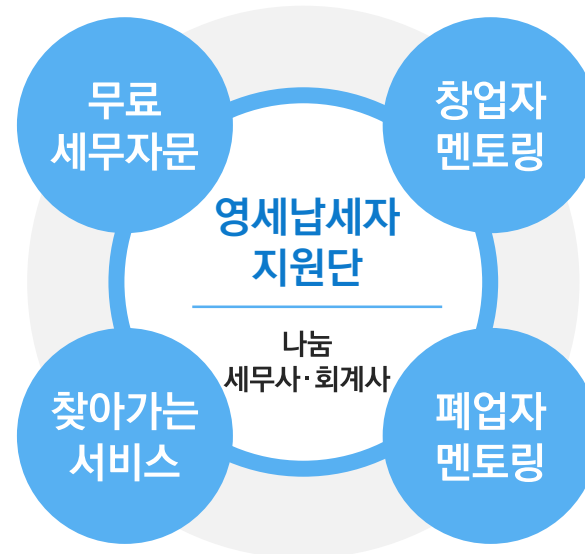 무료
세무자문
창업자
멘토링
영세납세자
지원단
나눔
세무사·회계사
찾아가는
서비스
폐업자
멘토링